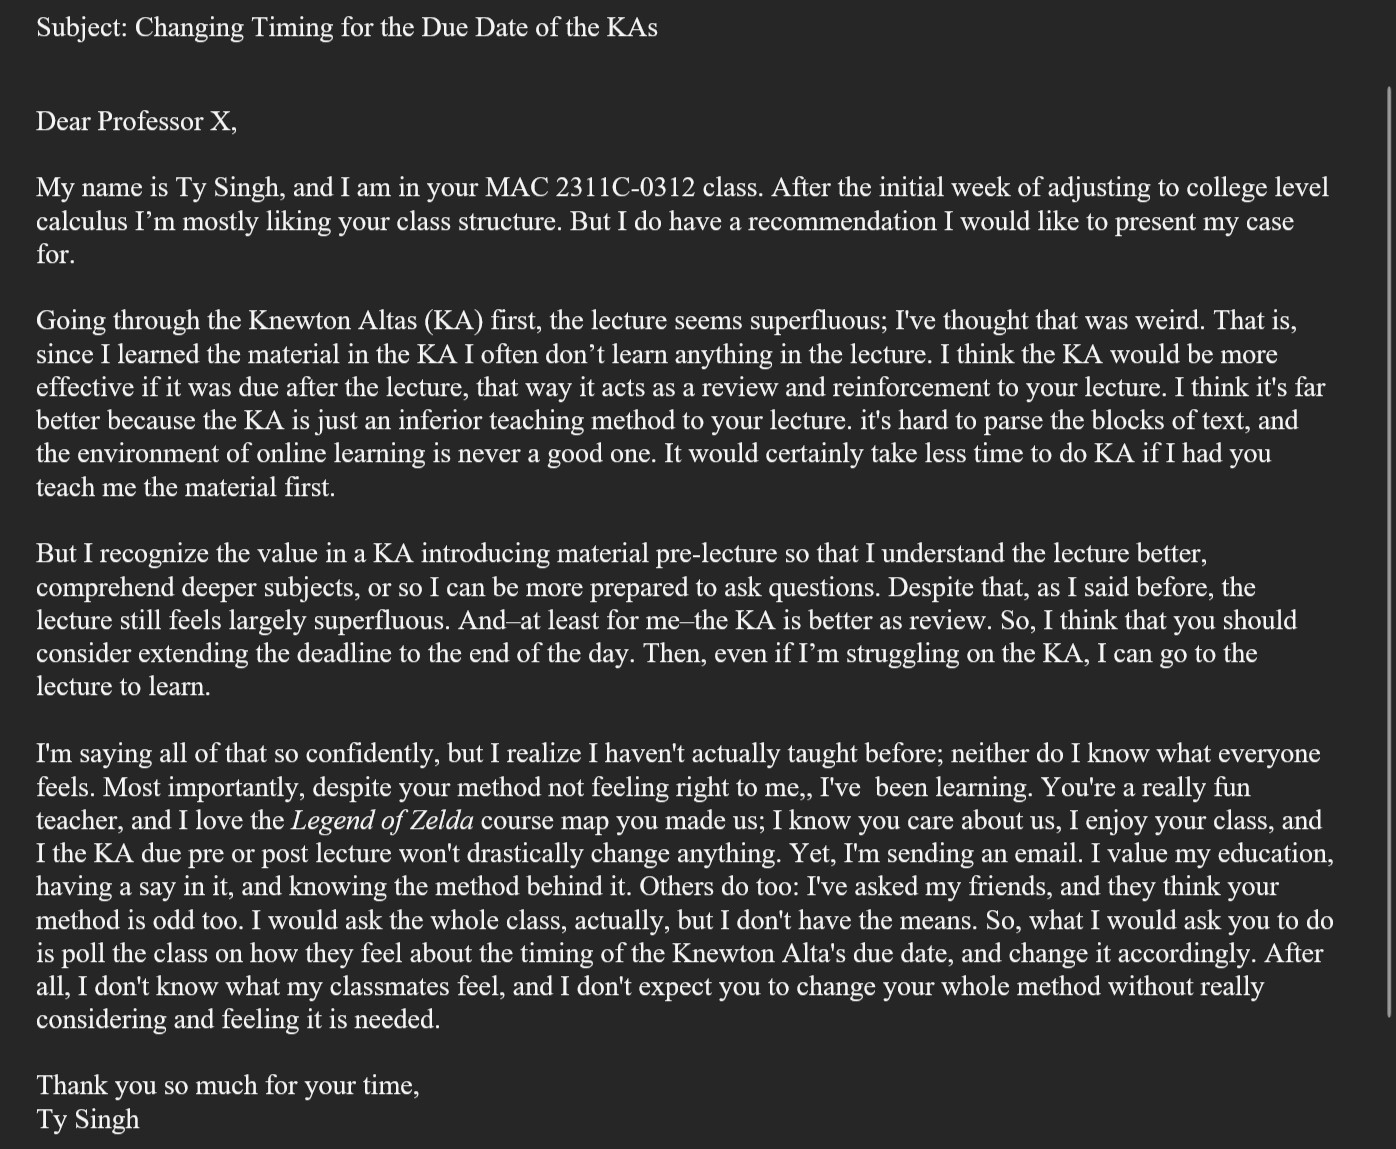 Subject: Changing Timing for the Due Date of the KAs
Dear Professor X,
My name is Ty Singh, and I am in your MAC 2311C-0312 class. After the initial week of adjusting to college level
calculus I’m mostly liking your class structure. But I do have a recommendation I would like to present my case
for.
Going through the Knewton Altas (KA) first, the lecture seems superfluous; I've thought that was weird. That is,
since I learned the material in the KA I often don’t learn anything in the lecture. I think the KA would be more
effective if it was due after the lecture, that way it acts as a review and reinforcement to your lecture. I think it's far
better because the KA is just an inferior teaching method to your lecture. it's hard to parse the blocks of text, and
the environment of online learning is never a good one. It would certainly take less time to do KA if I had you
teach me the material first.
But I recognize the value in a KA introducing material pre-lecture so that I understand the lecture better,
comprehend deeper subjects, or so I can be more prepared to ask questions. Despite that, as I said before, the
lecture still feels largely superfluous. And–at least for me–the KA is better as review. So, I think that you should
consider extending the deadline to the end of the day. Then, even if I’m struggling on the KA, I can go to the
lecture to learn.
I'm saying all of that so confidently, but I realize I haven't actually taught before; neither do I know what everyone
feels. Most importantly, despite your method not feeling right to me,, I've  been learning. You're a really fun
teacher, and I love the Legend of Zelda course map you made us; I know you care about us, I enjoy your class, and
I the KA due pre or post lecture won't drastically change anything. Yet, I'm sending an email. I value my education,
having a say in it, and knowing the method behind it. Others do too: I've asked my friends, and they think your
method is odd too. I would ask the whole class, actually, but I don't have the means. So, what I would ask you to do
is poll the class on how they feel about the timing of the Knewton Alta's due date, and change it accordingly. After
all, I don't know what my classmates feel, and I don't expect you to change your whole method without really
considering and feeling it is needed.
Thank you so much for your time,
Ty Singh